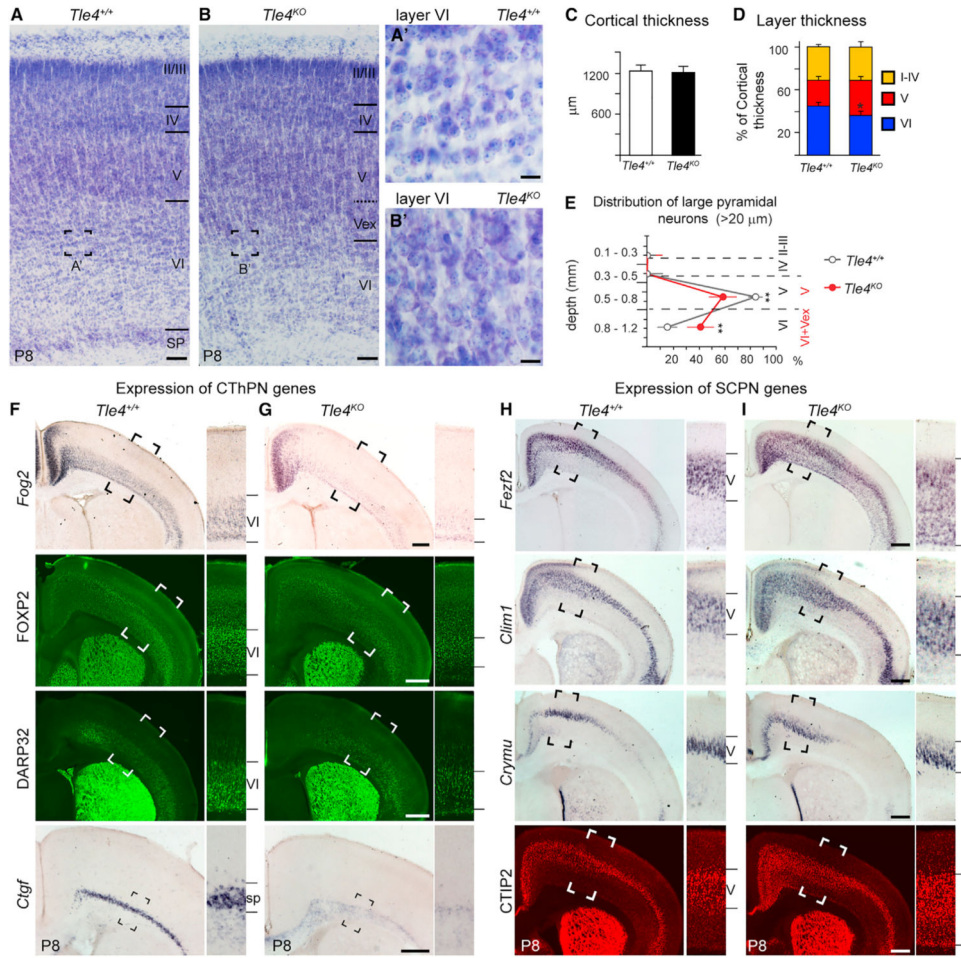 A
Tle4+/+
B
Tle4KO
layer VI Tle4+/+
A'
II/III
IV
V
VI
SP
A'
P8
II/III
IV
V
Vex
VI
B'
P8
layer VI Tle4KO
B'
C Cortical thickness
μm
1200
600
Tle4+/+ Tle4KO
D Layer thickness
% of Cortical
thickness
100
60
20
*
Tle4+/+ Tle4KO
I-IV
V
VI
E
Distribution of large pyramidal
neurons (>20 μm)
depth (mm)
0.1 - 0.3
0.3 - 0.5
0.5 - 0.8
0.8 - 1.2
20 40 60 80 100 %
**
**
II-III
IV
V
VI
V
VI+Vex
Tle4+/+
Tle4KO
Expression of CThPN genes
F Tle4+/+
G Tle4KO
Fog2
VI
FOXP2
VI
DARP32
VI
Ctgf
sp
P8
Expression of SCPN genes
H Tle4+/+
I Tle4KO
Fezf2
V
Clim1
V
Crymu
V
CTIP2
V
P8